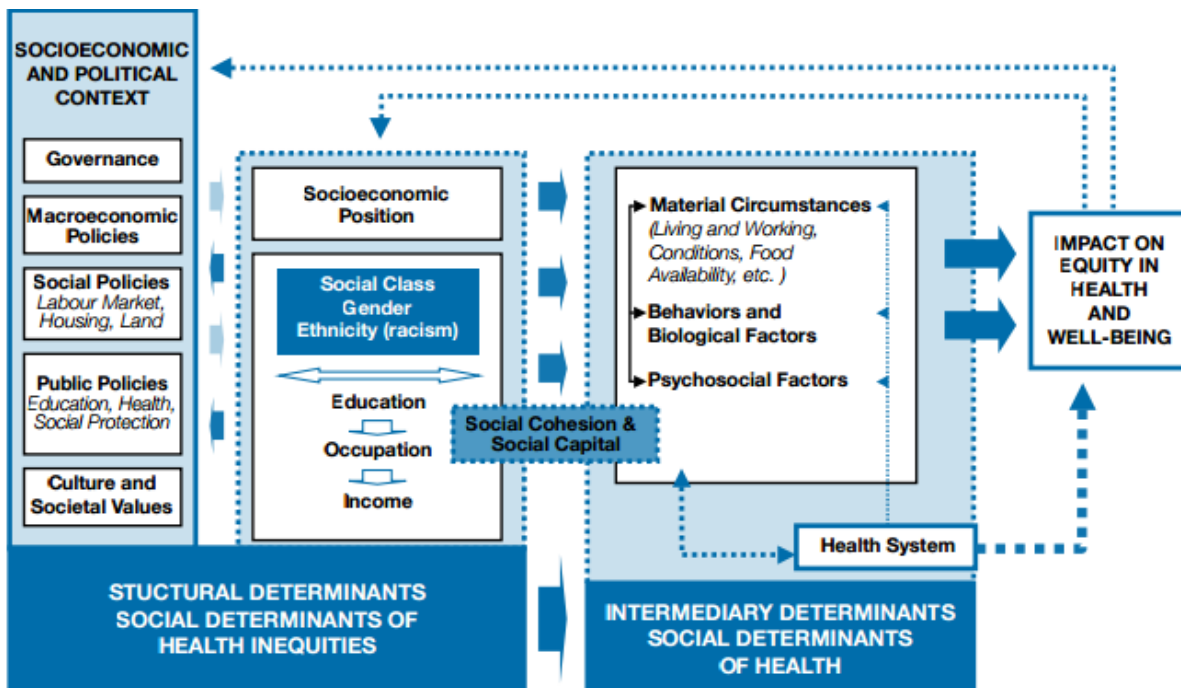 SOCIOECONOMIC
AND POLITICAL
CONTEXT
Governance
Macroeconomic
Policies
Social Policies
Labour Market,
Housing, Land
Public Policies
Education, Health,
Social Protection
Culture and
Societal Values
Socioeconomic
Position
Social Class
Gender
Ethnicity (racism)
Education
Occupation
Income
Social Cohesion &
Social Capital
Material Circumstances
(Living and Working,
Conditions, Food
Availability, etc. )
Behaviors and
Biological Factors
Psychosocial Factors
Health System
IMPACT ON
EQUITY IN
HEALTH
AND
WELL-BEING
STUCTURAL DETERMINANTS
SOCIAL DETERMINANTS OF
HEALTH INEQUITIES
INTERMEDIARY DETERMINANTS
SOCIAL DETERMINANTS
OF HEALTH